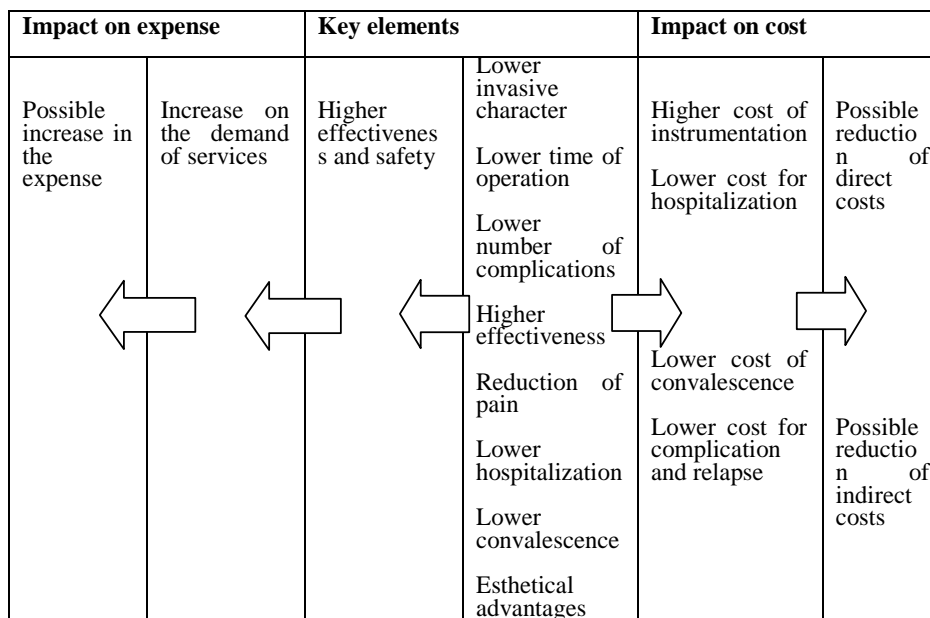 Impact on expense
Key elements
Impact on cost
Possible
increase in
the
expense
Increase on
the demand
of services
Higher
effectivenes
s and safety
Lower
invasive
character
Lower time of
operation
Lower
number of
complications
Higher
effectiveness
Reduction of
pain
Lower
hospitalization
Lower
convalescence
Esthetical
advantages
Higher cost of
instrumentation
Lower cost for
hospitalization
Lower cost of
convalescence
Lower cost for
complication
and relapse
Possible
reductio
n of
direct
costs
Possible
reductio
n of
indirect
costs